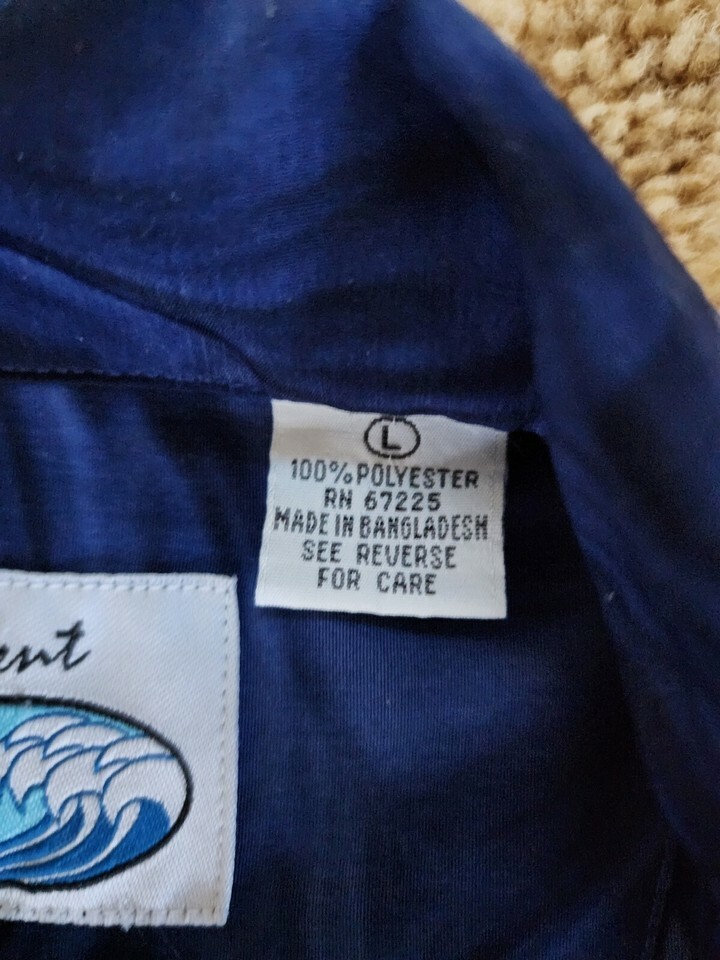 L
100% POLYESTER
RN 67225
MADE IN BANGLADESH
SEE REVERSE
FOR CARE